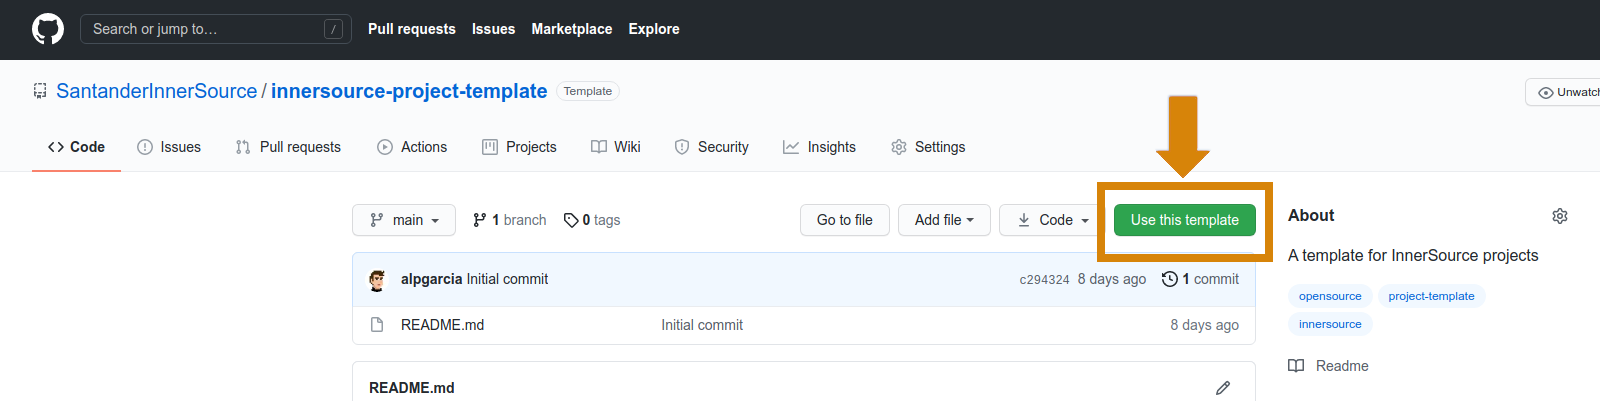 Search or jump to… / Pull requests Issues Marketplace Explore
SantanderInnerSource / innersource-project-template Template Unwatch
Code Issues Pull requests Actions Projects Wiki Security Insights Settings
main 1 branch 0 tags Go to file Add file Code Use this template
About
alpgarcia Initial commit c294324 8 days ago 1 commit
A template for InnerSource projects
README.md Initial commit 8 days ago
opensource project-template
innersource
README.md
Readme